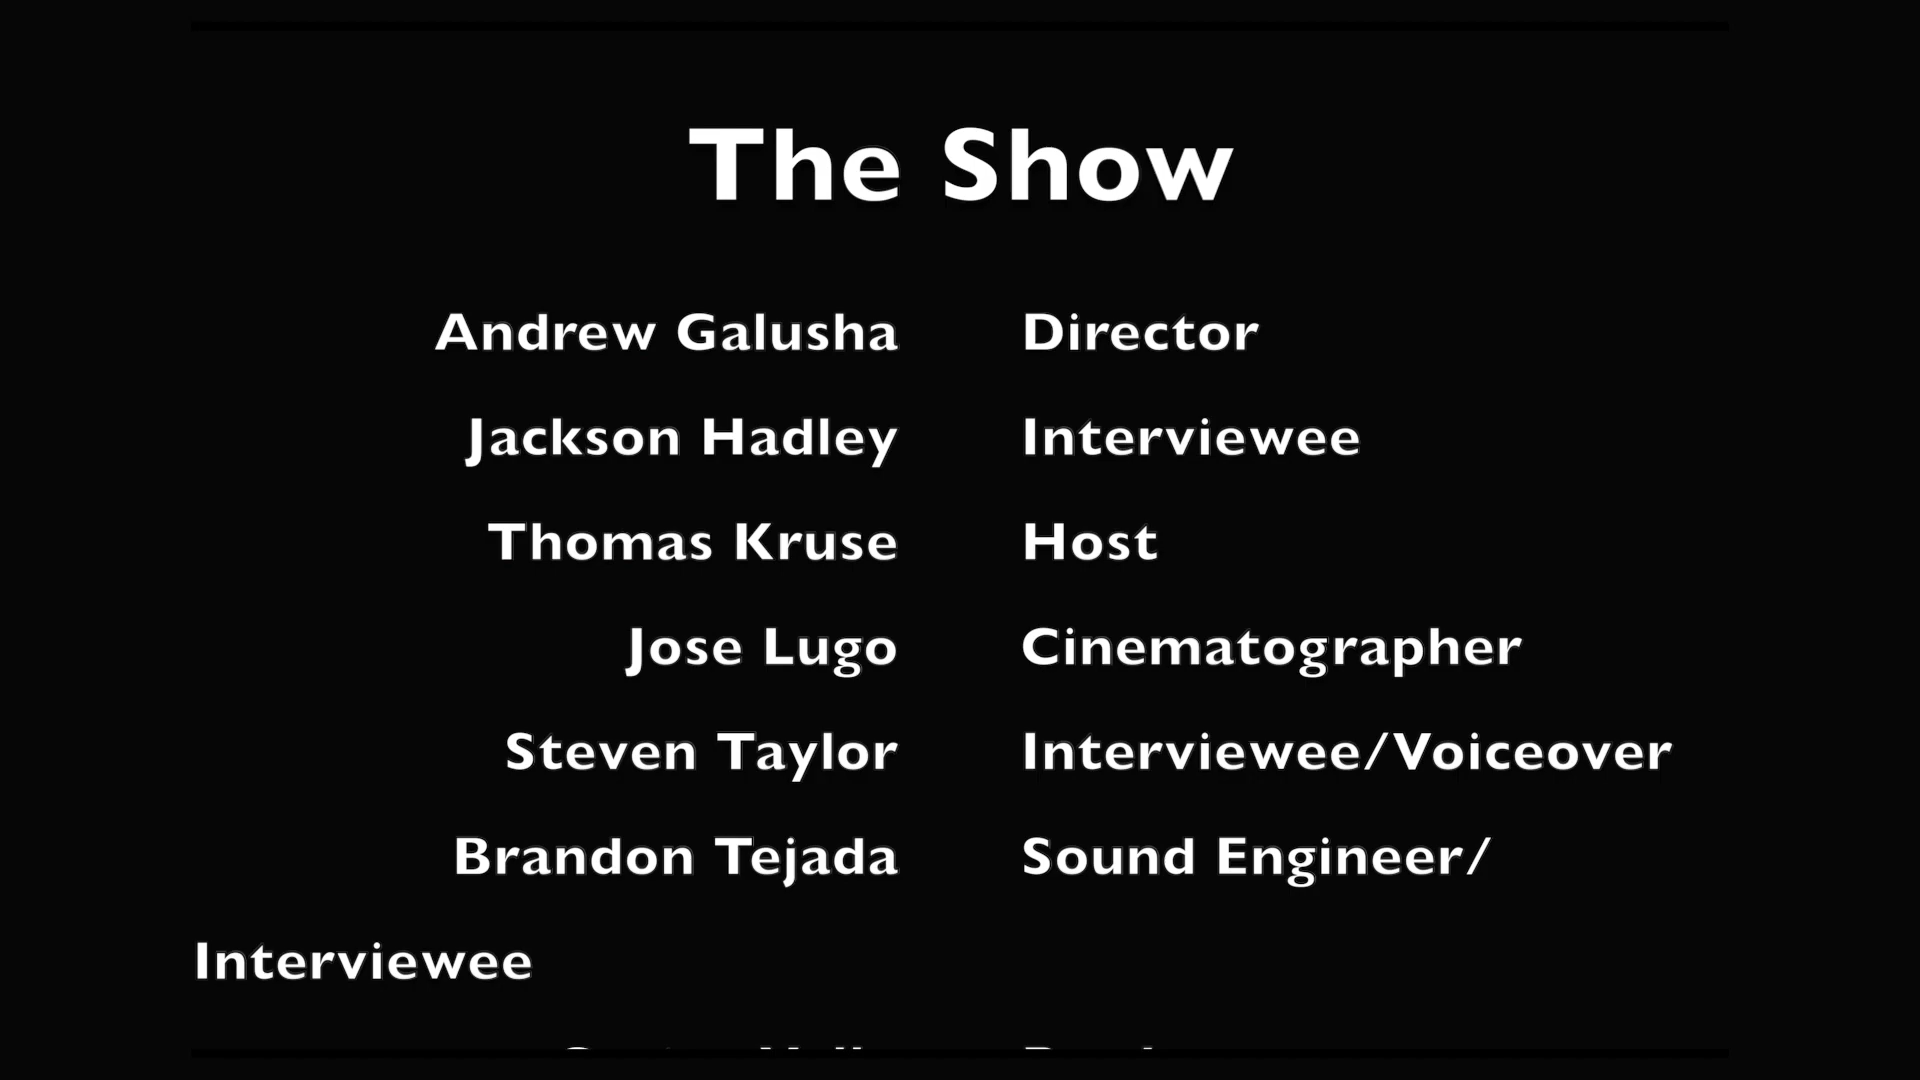 The Show
Andrew Galusha Director
Jackson Hadley Interviewee
Thomas Kruse Host
Jose Lugo Cinematographer
Steven Taylor Interviewee/Voiceover
Brandon Tejada Sound Engineer/
Interviewee